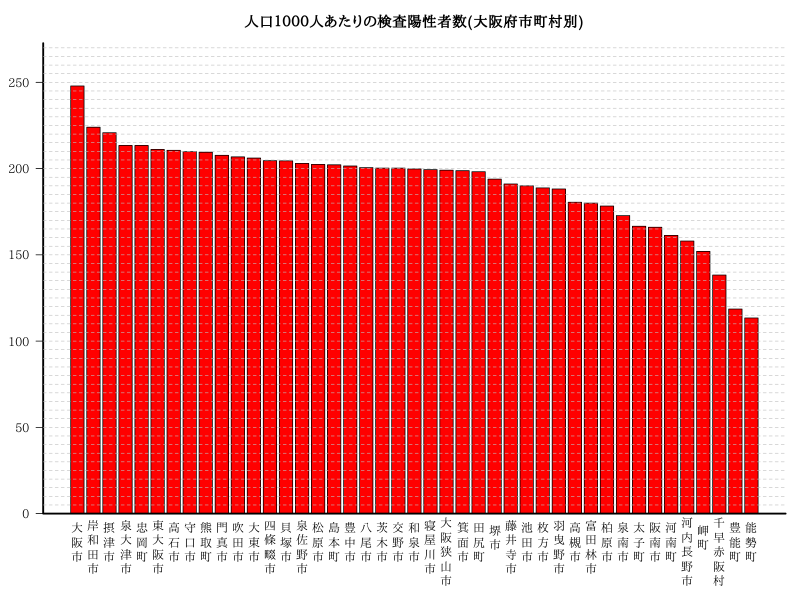 人口1000人あたりの検査陽性者数(大阪府市町村別)
250
200
150
100
50
0
大阪市
岸和田市
摂津市
泉大津市
忠岡町
東大阪市
高石市
守口市
熊取町
門真市
吹田市
大東市
四條畷市
貝塚市
泉佐野市
松原市
島本町
豊中市
八尾市
茨木市
交野市
和泉市
寝屋川市
大阪狭山市
箕面市
田尻町
堺市
藤井寺市
池田市
枚方市
羽曳野市
高槻市
富田林市
柏原市
泉南市
太子町
阪南市
河南町
河内長野市
岬町
千早赤阪村
豊能町
能勢町